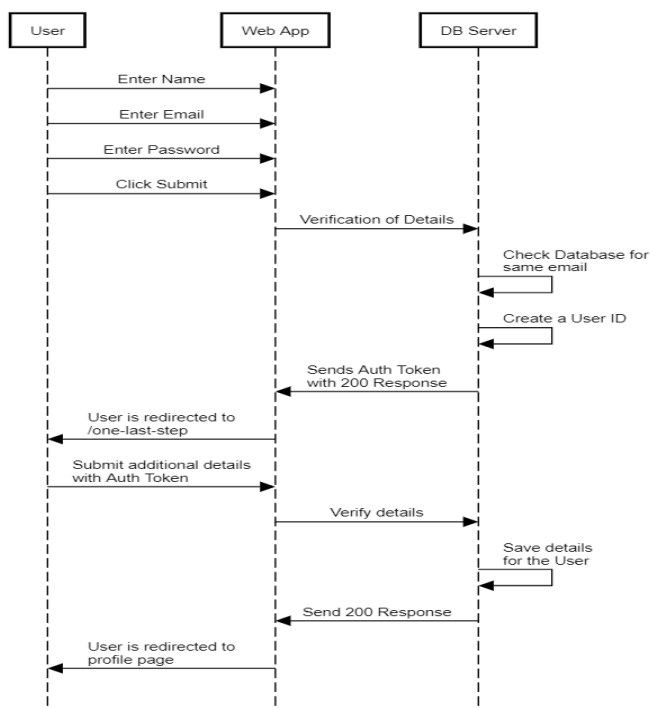 User
Web App
DB Server
Enter Name
Enter Email
Enter Password
Click Submit
Verification of Details
Check Database for
same email
Create a User ID
Sends Auth Token
with 200 Response
User is redirected to
/one-last-step
Submit additional details
with Auth Token
Verify details
Save details
for the User
Send 200 Response
User is redirected to
profile page